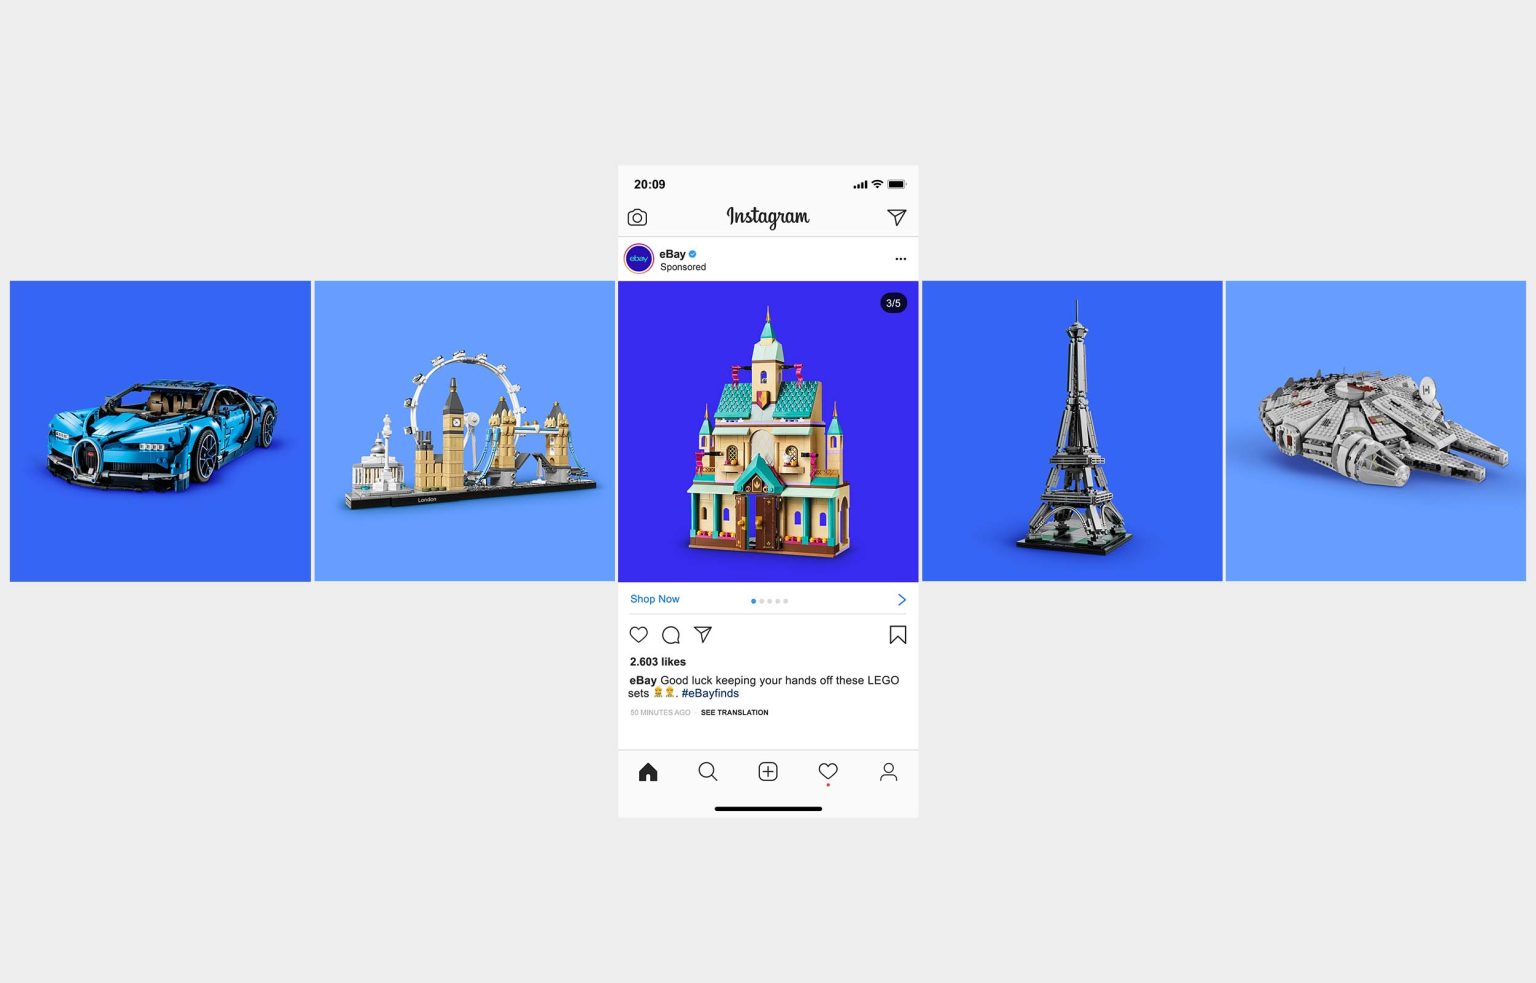 20:09
Instagram
ebay
eBay
Sponsored
3/5
London
Shop Now
2.603 likes
eBay Good luck keeping your hands off these LEGO
sets 👷👷. #eBayfinds
50 MINUTES AGO · SEE TRANSLATION